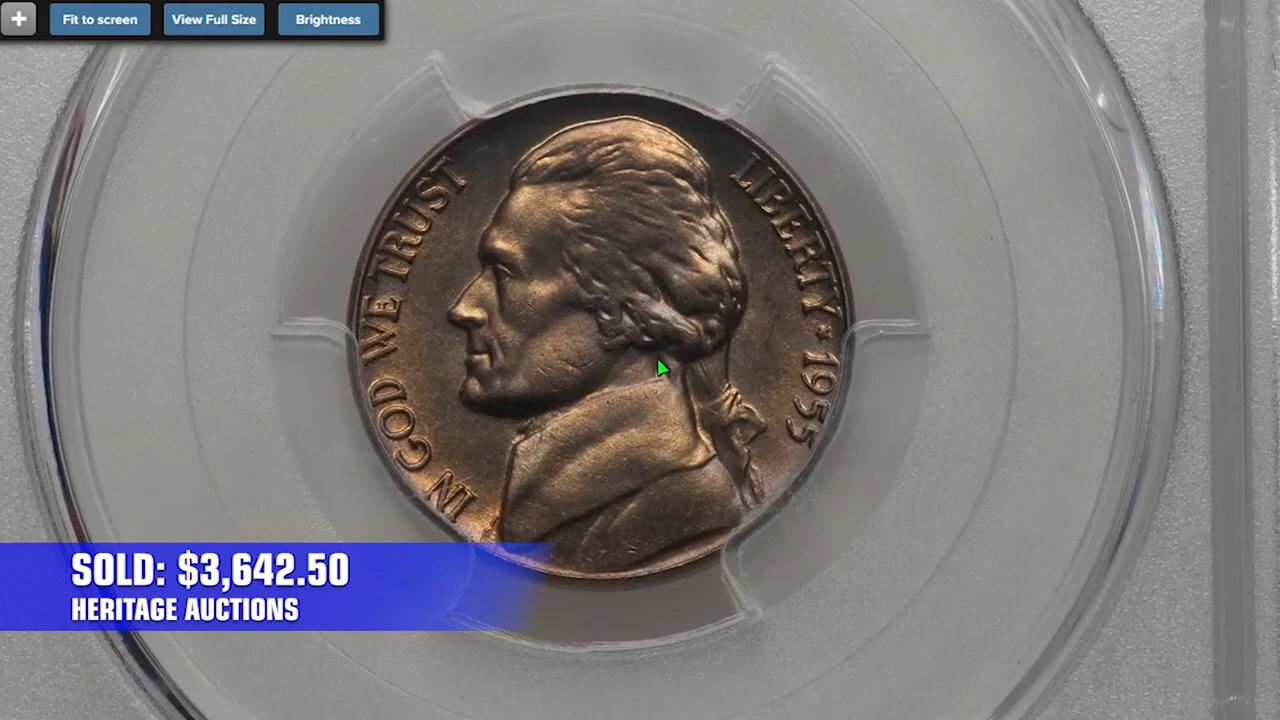 +
Fit to screen
View Full Size
Brightness
IN GOD WE TRUST
LIBERTY ★ 1955
SOLD: $3,642.50
HERITAGE AUCTIONS